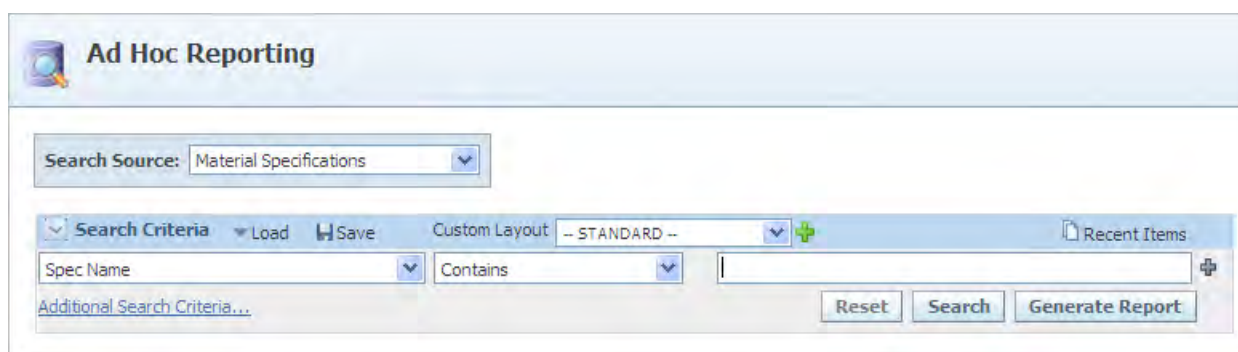 Ad Hoc Reporting
Search Source: Material Specifications
Search Criteria Load Save Custom Layout -- STANDARD -- Recent Items
Spec Name Contains
Additional Search Criteria... Reset Search Generate Report